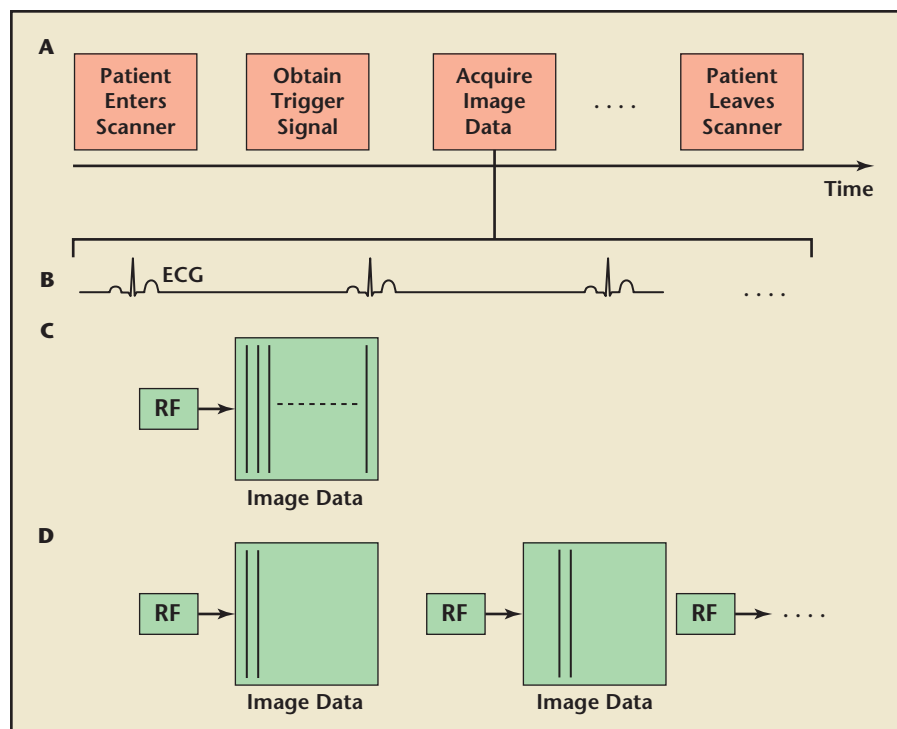 A
Patient
Enters
Scanner
Obtain
Trigger
Signal
Acquire
Image
Data
. . . .
Patient
Leaves
Scanner
Time
B
ECG
. . . .
C
RF
Image Data
D
RF
Image Data
RF
Image Data
RF
. . . .